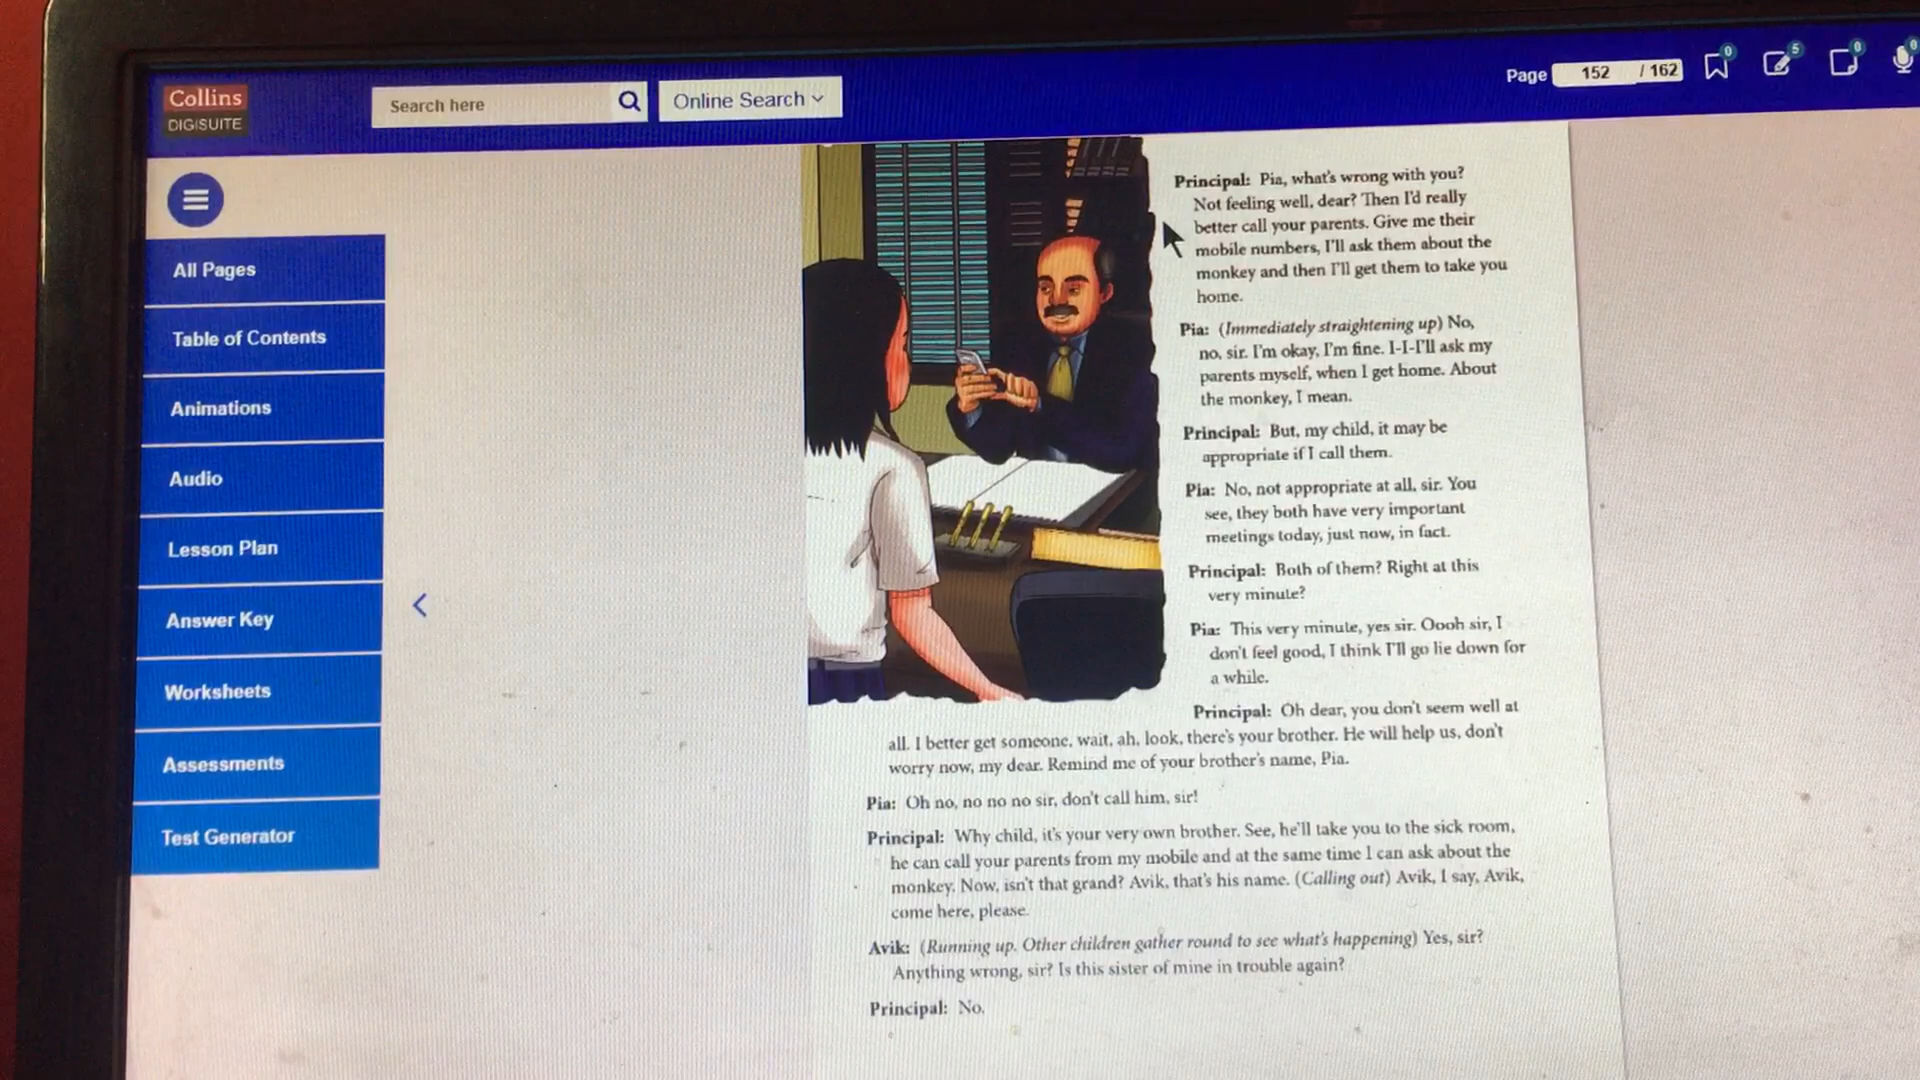 Collins
DIGISUITE
Search here
Online Search
Page 152 / 162
0
5
0
0
All Pages
Table of Contents
Animations
Audio
Lesson Plan
Answer Key
Worksheets
Assessments
Test Generator
Principal: Pia, what's wrong with you?
Not feeling well, dear? Then I'd really
better call your parents. Give me their
mobile numbers, I'll ask them about the
monkey and then I'll get them to take you
home.
Pia: (Immediately straightening up) No,
no, sir. I'm okay, I'm fine. I-I-I'll ask my
parents myself, when I get home. About
the monkey, I mean.
Principal: But, my child, it may be
appropriate if I call them.
Pia: No, not appropriate at all, sir. You
see, they both have very important
meetings today, just now, in fact.
Principal: Both of them? Right at this
very minute?
Pia: This very minute, yes sir. Oooh sir, I
don't feel good, I think I'll go lie down for
a while.
Principal: Oh dear, you don't seem well at
all. I better get someone, wait, ah, look, there's your brother. He will help us, don't
worry now, my dear. Remind me of your brother's name, Pia.
Pia: Oh no, no no no sir, don't call him, sir!
Principal: Why child, it's your very own brother. See, he'll take you to the sick room,
he can call your parents from my mobile and at the same time I can ask about the
monkey. Now, isn't that grand? Avik, that's his name. (Calling out) Avik, I say, Avik,
come here, please.
Avik: (Running up. Other children gather round to see what's happening) Yes, sir?
Anything wrong, sir? Is this sister of mine in trouble again?
Principal: No.